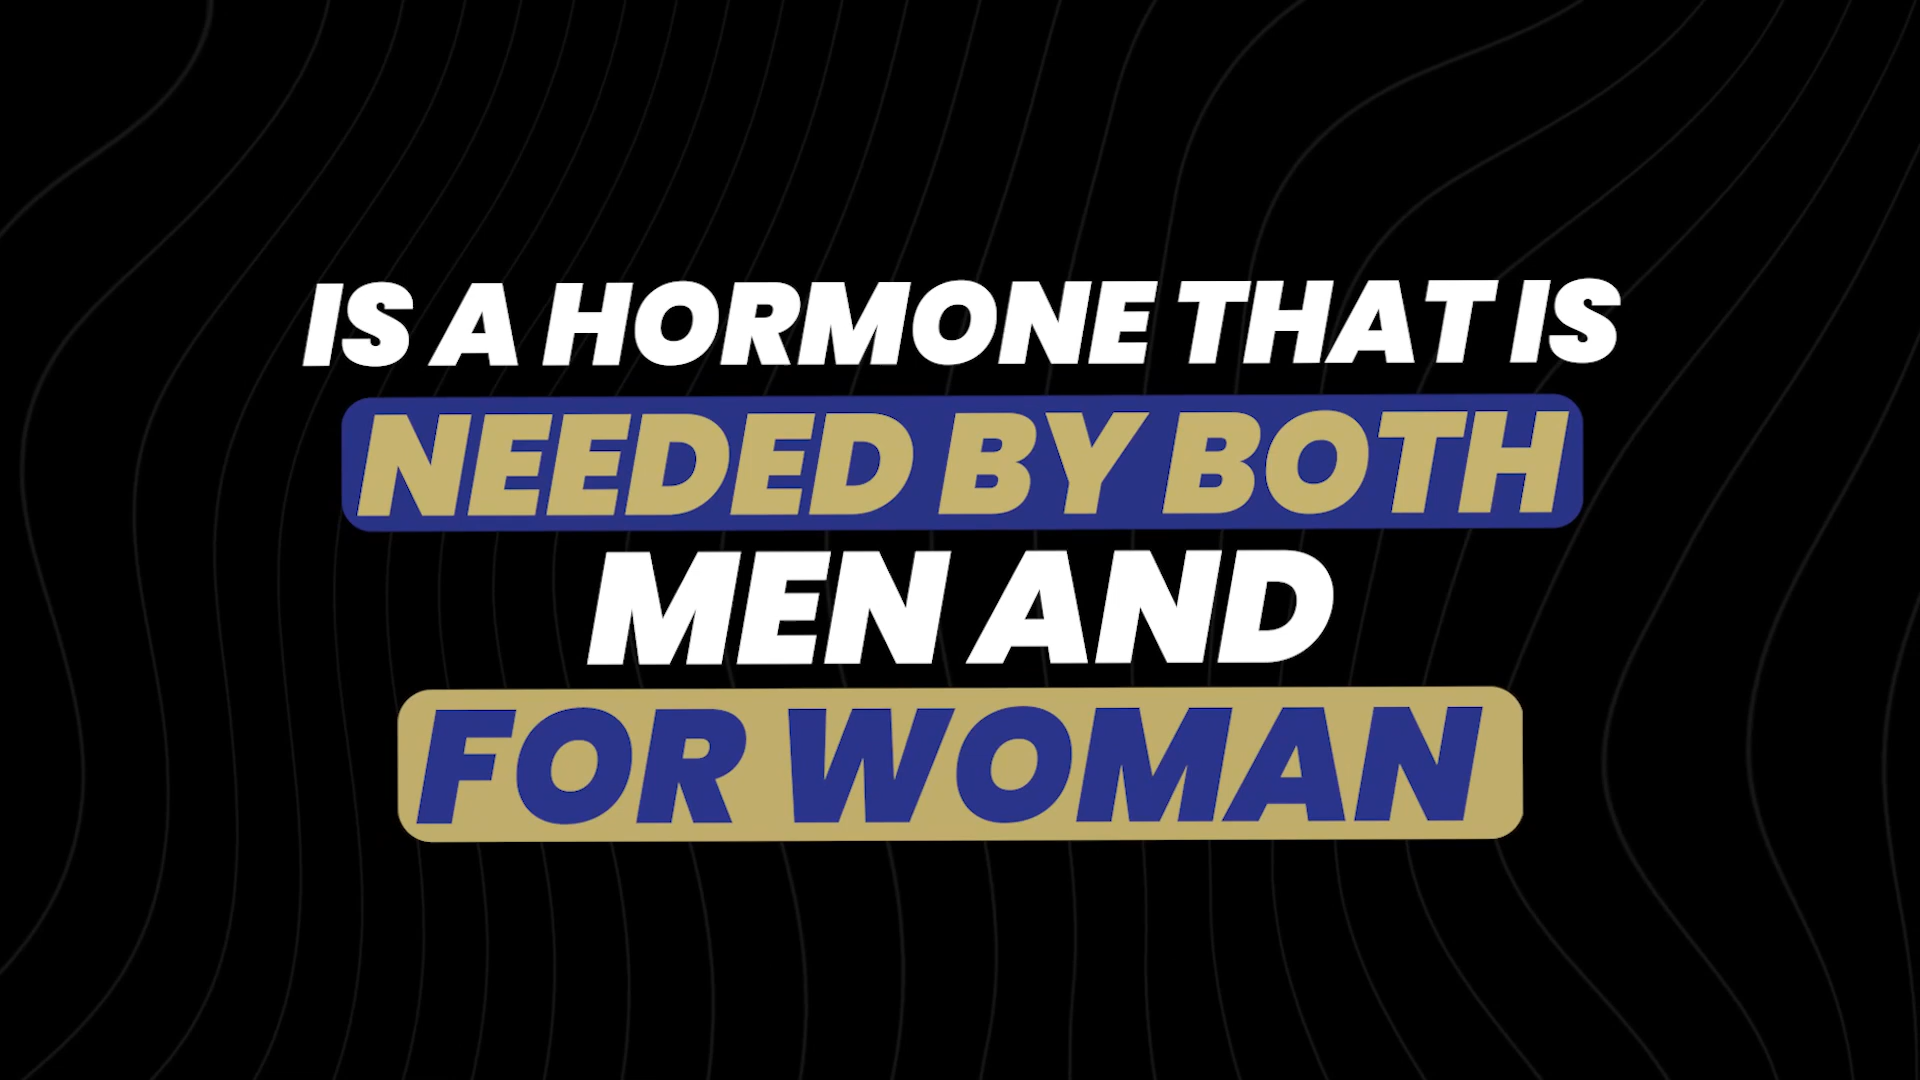 IS A HORMONE THAT IS
NEEDED BY BOTH
MEN AND
FOR WOMAN